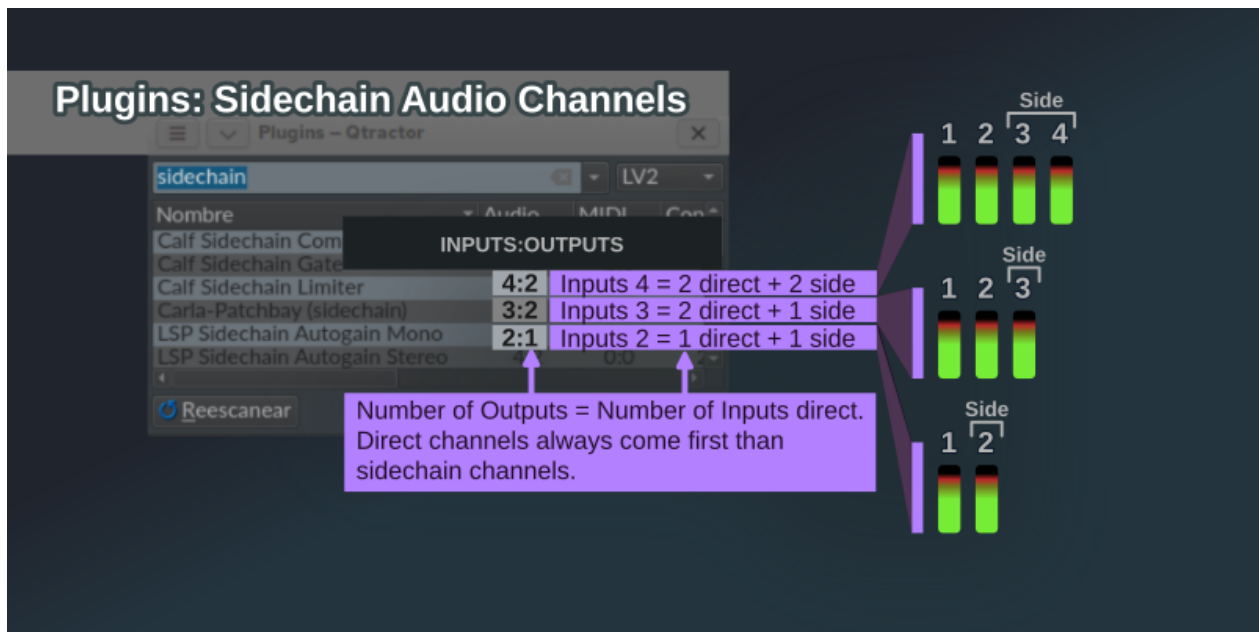 Plugins: Sidechain Audio Channels
Plugins – Qtractor
sidechain
LV2
Nombre
Audio
MIDI
INPUTS:OUTPUTS
Calf Sidechain Com
Calf Sidechain Gate
Calf Sidechain Limiter
4:2 Inputs 4 = 2 direct + 2 side
Carla-Patchbay (sidechain)
3:2 Inputs 3 = 2 direct + 1 side
LSP Sidechain Autogain Mono
2:1 Inputs 2 = 1 direct + 1 side
LSP Sidechain Autogain Stereo
0:0
Reescanear
Number of Outputs = Number of Inputs direct.
Direct channels always come first than
sidechain channels.
Side
1 2 3 4
Side
1 2 3
Side
1 2